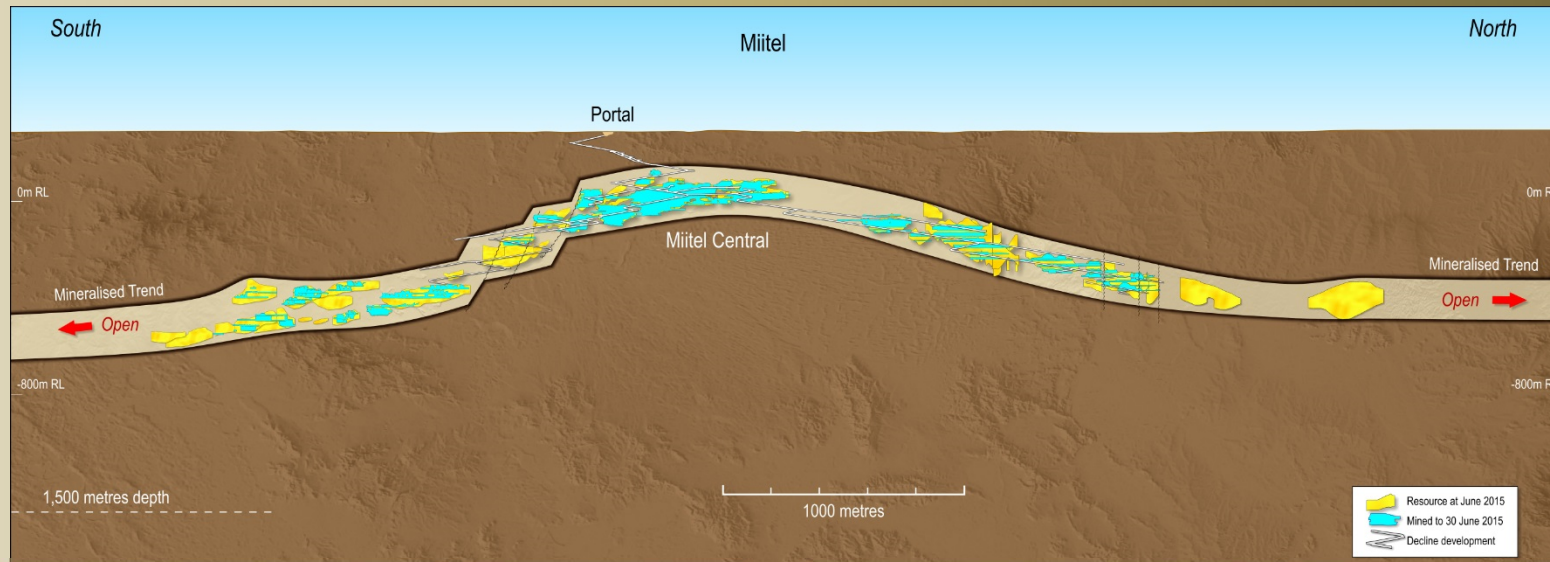 South
Miitel
North
Portal
0m RL
0m R
Miitel Central
Mineralised Trend
Open
Mineralised Trend
Open
-800m RL
-800m R
1,500 metres depth
1000 metres
Resource at June 2015
Mined to 30 June 2015
Decline development